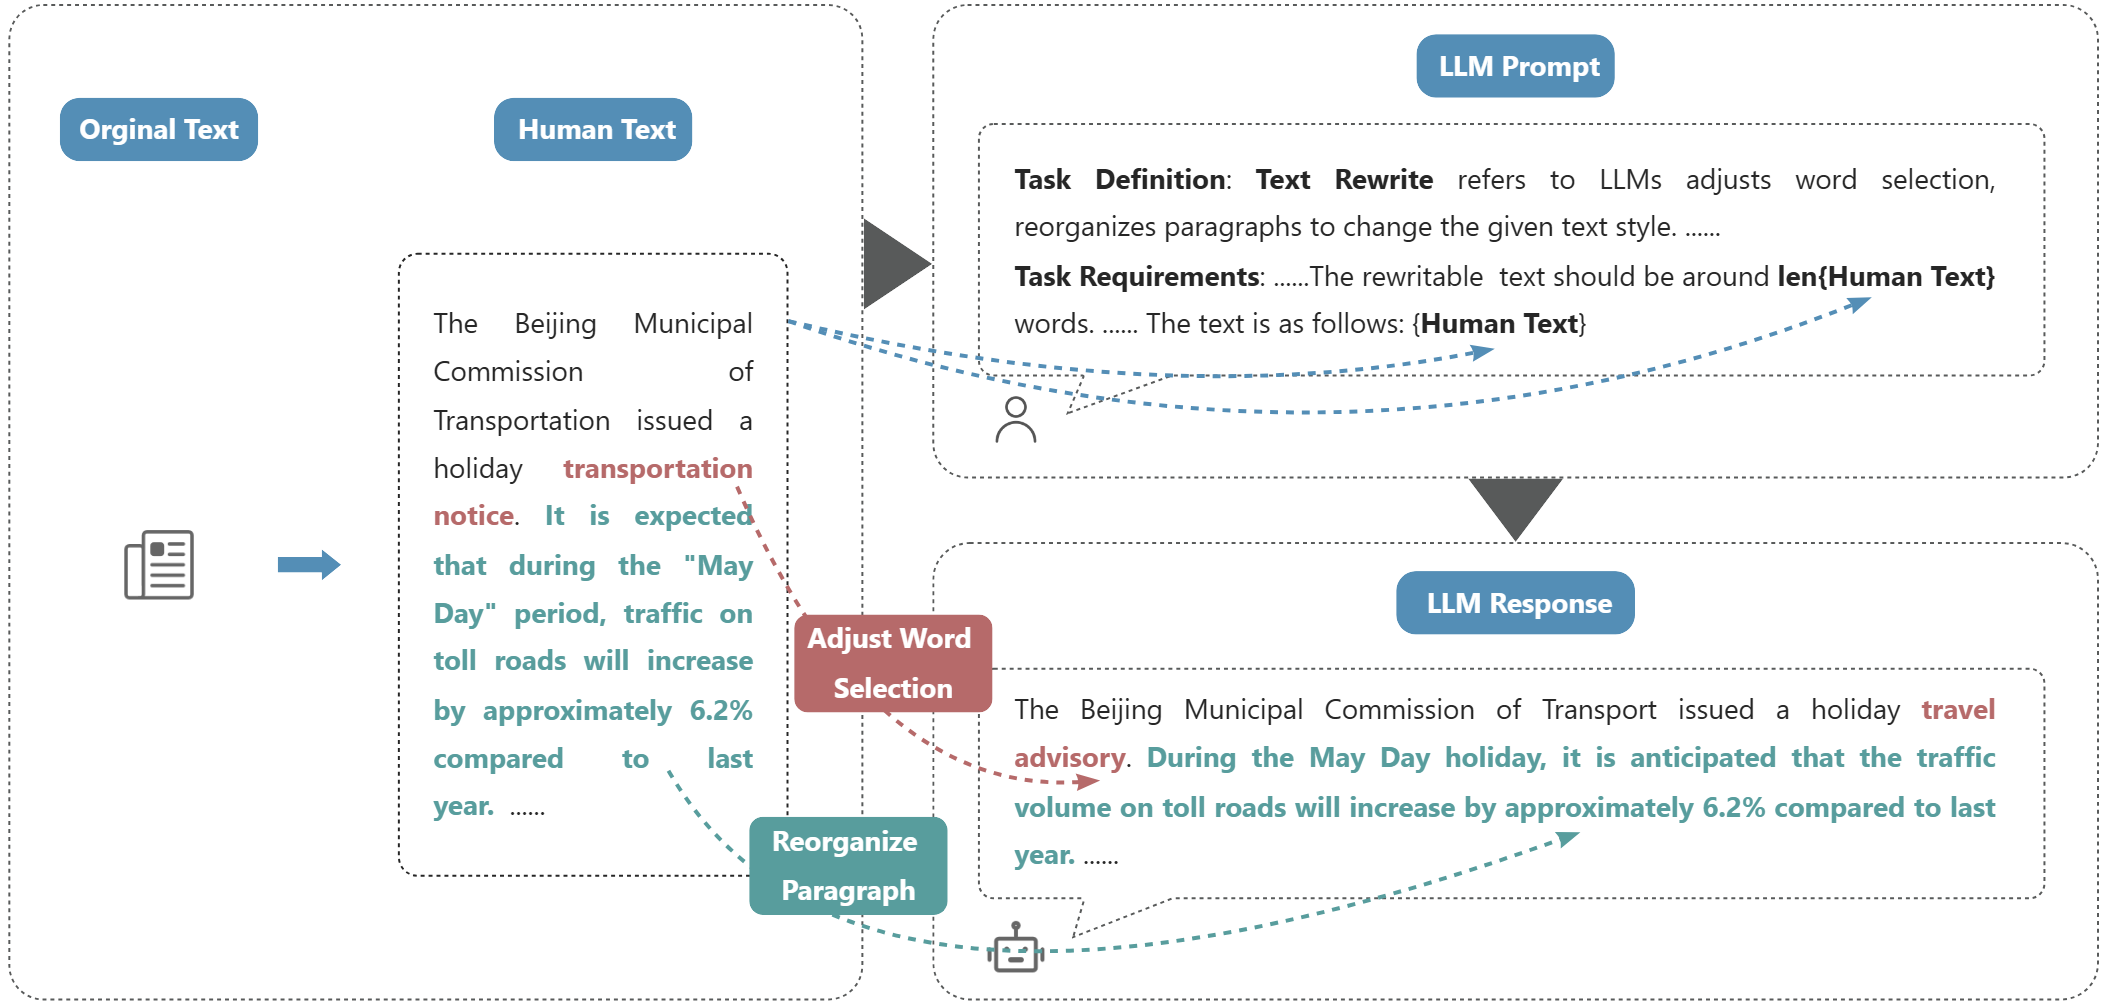 Orginal Text
Human Text
The Beijing Municipal
Commission of
Transportation issued a
holiday transportation
notice. It is expected
that during the "May
Day" period, traffic on
toll roads will increase
by approximately 6.2%
compared to last
year. ......
LLM Prompt
Task Definition: Text Rewrite refers to LLMs adjusts word selection,
reorganizes paragraphs to change the given text style. ......
Task Requirements: ......The rewritable text should be around len{Human Text}
words. ...... The text is as follows: {Human Text}
Adjust Word
Selection
Reorganize
Paragraph
LLM Response
The Beijing Municipal Commission of Transport issued a holiday travel
advisory. During the May Day holiday, it is anticipated that the traffic
volume on toll roads will increase by approximately 6.2% compared to last
year. ......